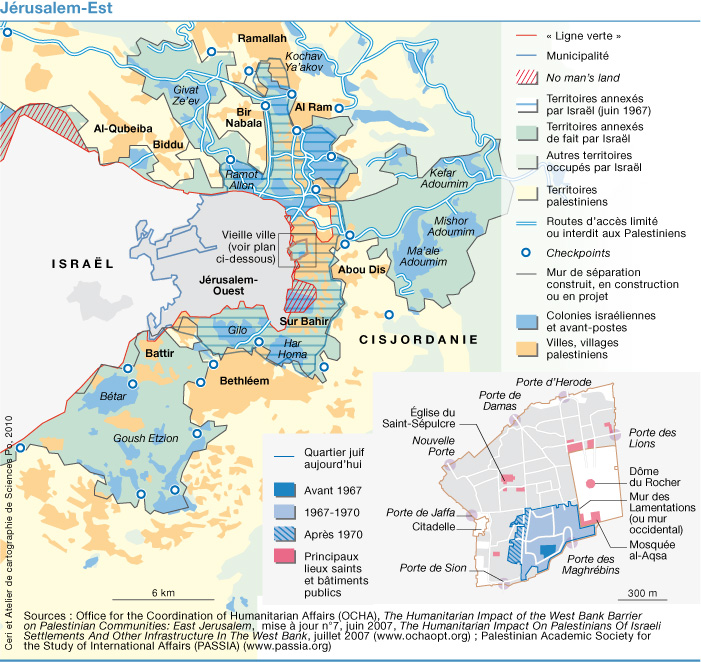 Jérusalem-Est
Ramallah
Kochav
Ya'akov
Givat
Ze'ev
Al Ram
Bir
Nabala
Al-Qubeiba
Biddu
Ramot
Allon
Kefar
Adoumim
Mishor
Adoumim
Ma'ale
Adoumim
Vieille ville
(voir plan
ci-dessous)
ISRAËL
Abou Dis
Jérusalem-
Ouest
Sur Bahir
CISJORDANIE
Gilo
Har
Homa
Battir
Bethléem
Bétar
Goush Etzion
6 km
« Ligne verte »
Municipalité
No man's land
Territoires annexés
par Israël (juin 1967)
Territoires annexés
de fait par Israël
Autres territoires
occupés par Israël
Territoires
palestiniens
Routes d'accès limité
ou interdit aux Palestiniens
Checkpoints
Mur de séparation
construit, en construction
ou en projet
Colonies israéliennes
et avant-postes
Villes, villages
palestiniens
Quartier juif
aujourd'hui
Avant 1967
1967-1970
Après 1970
Principaux
lieux saints
et bâtiments
publics
Porte d'Herode
Porte de
Damas
Église du
Saint-Sépulcre
Nouvelle
Porte
Porte des
Lions
Dôme
du Rocher
Mur des
Lamentations
(ou mur
occidental)
Mosquée
al-Aqsa
Porte de Jaffa
Citadelle
Porte de Sion
Porte des
Maghrébins
300 m
Ceri et Atelier de cartographie de Sciences Po, 2010
Sources : Office for the Coordination of Humanitarian Affairs (OCHA), The Humanitarian Impact of the West Bank Barrier
on Palestinian Communities: East Jerusalem, mise à jour n°7, juin 2007, The Humanitarian Impact On Palestinians Of Israeli
Settlements And Other Infrastructure In The West Bank, juillet 2007 (www.ochaopt.org) ; Palestinian Academic Society for
the Study of International Affairs (PASSIA) (www.passia.org)